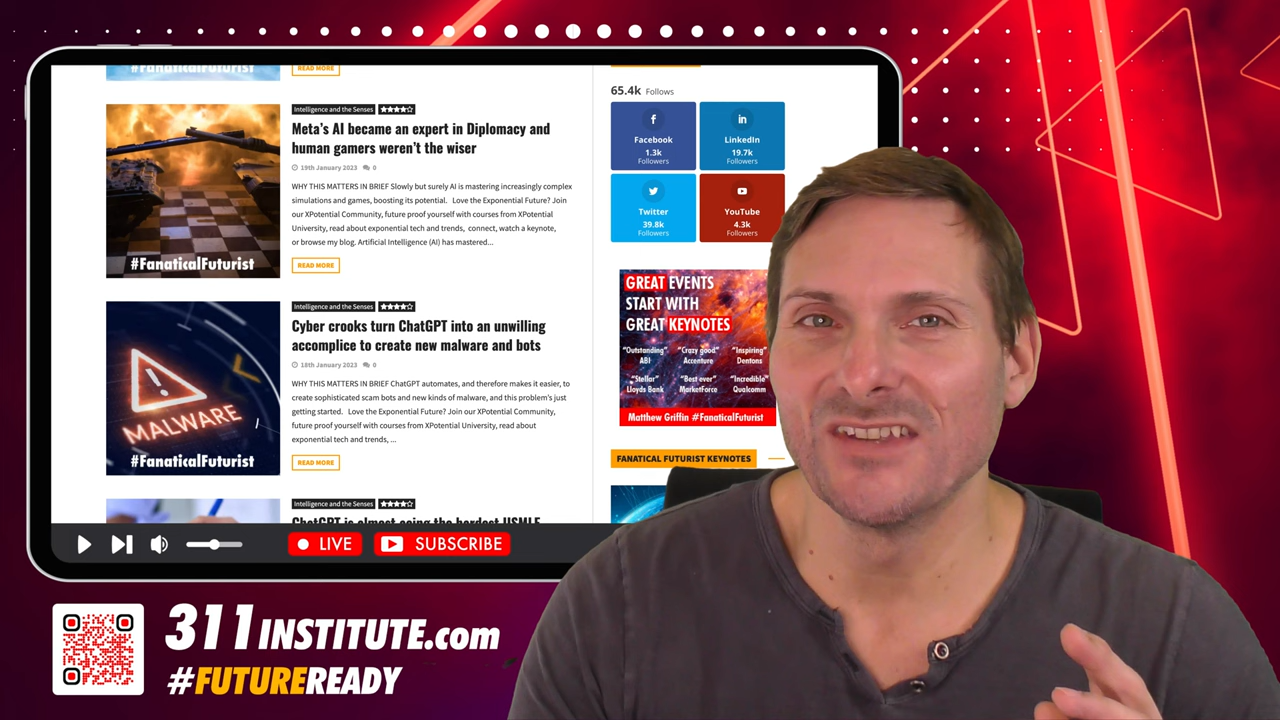 #FanaticalFuturist
READ MORE
Intelligence and the Senses
Meta's AI became an expert in Diplomacy and
human gamers weren't the wiser
19th January 2023 0
WHY THIS MATTERS IN BRIEF Slowly but surely AI is mastering increasingly complex
simulations and games, boosting its potential. Love the Exponential Future? Join
our XPotential Community, future proof yourself with courses from XPotential
University, read about exponential tech and trends, connect, watch a keynote,
or browse my blog. Artificial Intelligence (AI) has mastered...
READ MORE
#FanaticalFuturist
Intelligence and the Senses
Cyber crooks turn ChatGPT into an unwilling
accomplice to create new malware and bots
18th January 2023 0
WHY THIS MATTERS IN BRIEF ChatGPT automates, and therefore makes it easier, to
create sophisticated scam bots and new kinds of malware, and this problem's just
getting started. Love the Exponential Future? Join our XPotential Community,
future proof yourself with courses from XPotential University, read about
exponential tech and trends, ...
READ MORE
MALWARE
#FanaticalFuturist
Intelligence and the Senses
ChatGPT is almost acing the hardest USMLE
65.4k Follows
Facebook
1.3k
Followers
LinkedIn
19.7k
Followers
Twitter
39.8k
Followers
YouTube
4.3k
Followers
GREAT EVENTS
START WITH
GREAT KEYNOTES
"Outstanding" ABI
"Crazy good" Accenture
"Inspiring" Dentons
"Stellar" Lloyds Bank
"Best ever" MarketForce
"Incredible" Qualcomm
Matthew Griffin #FanaticalFuturist
FANATICAL FUTURIST KEYNOTES
LIVE
SUBSCRIBE
311INSTITUTE.com
#FUTUREREADY